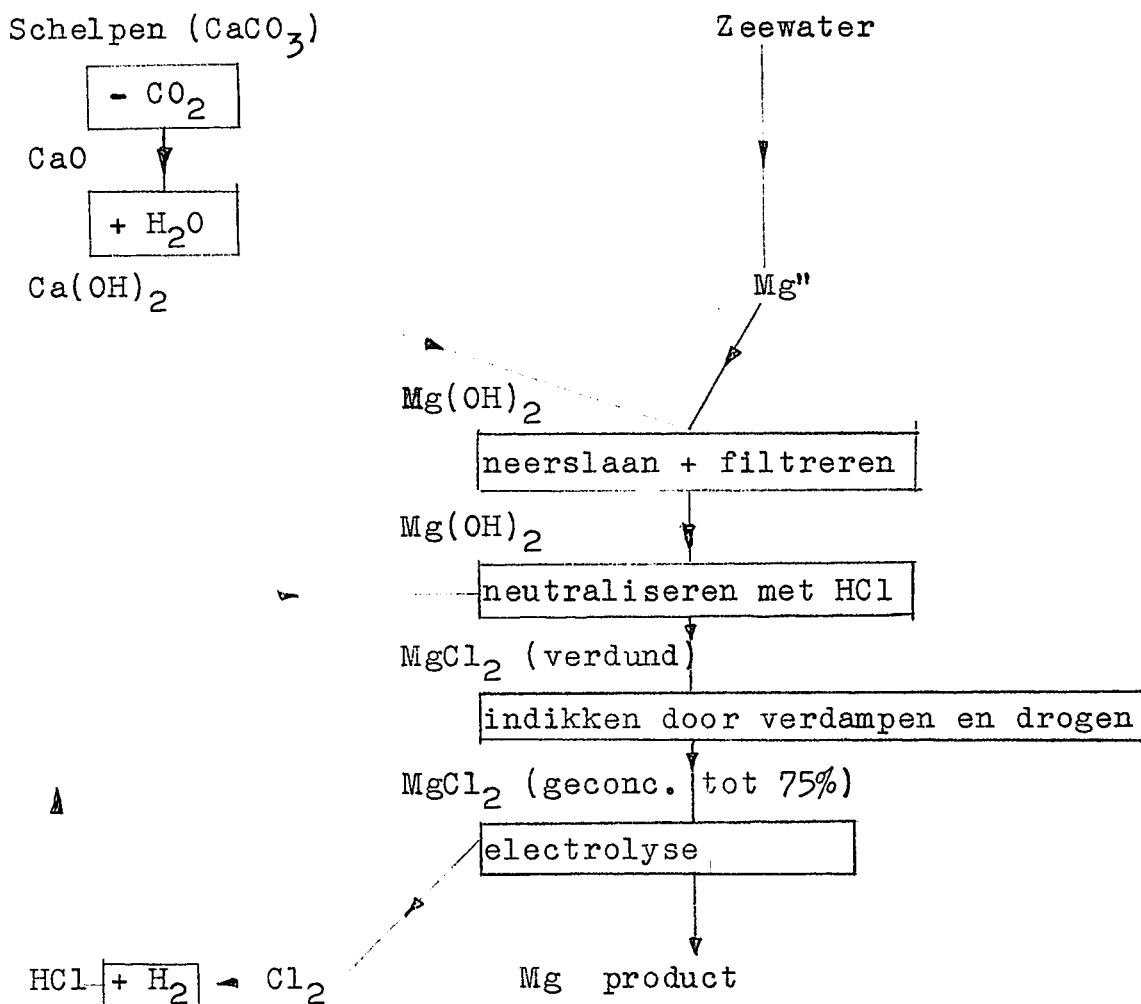 Schelpen (CaCO₃)
- CO₂
CaO
+ H₂O
Ca(OH)₂
Zeewater
Mg"
Mg(OH)₂
neerslaan + filtreren
Mg(OH)₂
neutraliseren met HCl
MgCl₂ (verdund)
indikken door verdampen en drogen
MgCl₂ (geconc. tot 75%)
electrolyse
HCl + H₂ Cl₂ Mg product